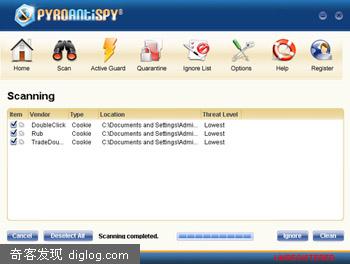 PYROANTISPY®
Home Scan Active Guard Quarantine Ignore List Options Help Register
Scanning
Item Vendor Type Location Threat Level
DoubleClick Cookie C:\Documents and Settings\Admi... Lowest
Rub Cookie C:\Documents and Settings\Admi... Lowest
TradeDou... Cookie C:\Documents and Settings\Admi... Lowest
Cancel Deselect All Scanning completed. Ignore Clean
奇客发现 diglog.com
UNREGISTERED